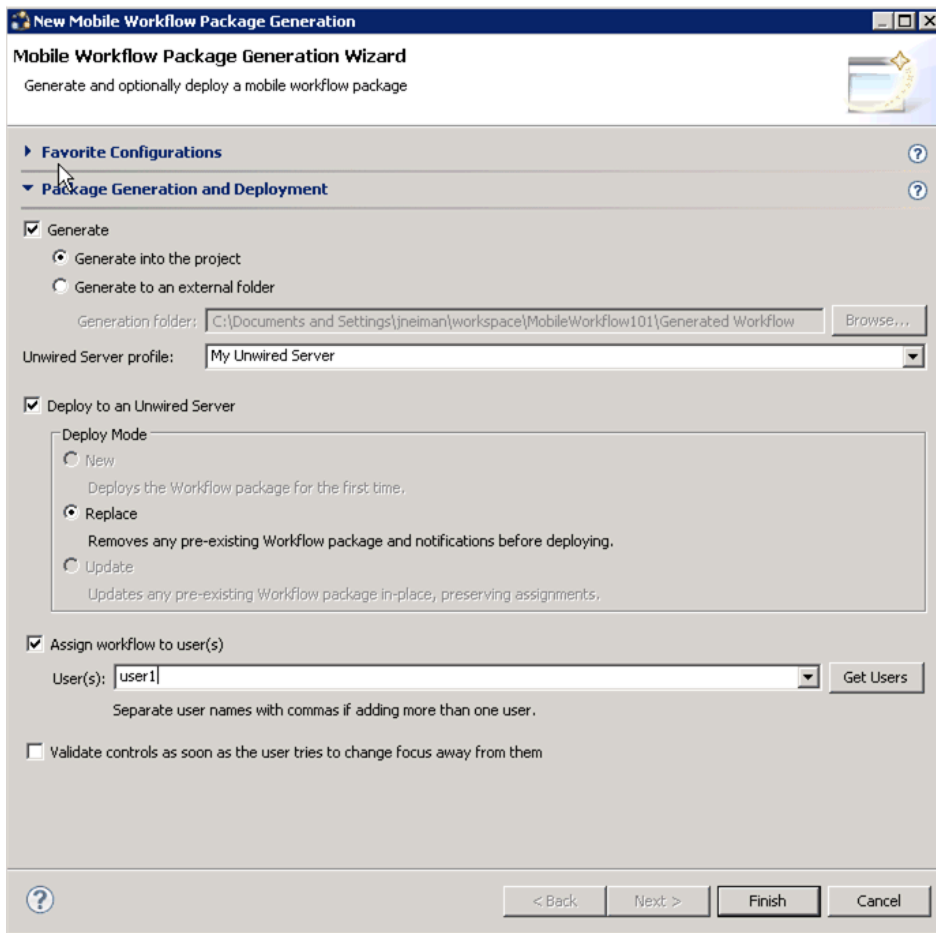 New Mobile Workflow Package Generation
Mobile Workflow Package Generation Wizard
Generate and optionally deploy a mobile workflow package
Favorite Configurations
Package Generation and Deployment
Generate
Generate into the project
Generate to an external folder
Generation folder: C:\Documents and Settings\jneiman\workspace\MobileWorkflow101\Generated Workflow Browse...
Unwired Server profile: My Unwired Server
Deploy to an Unwired Server
Deploy Mode
New
Deploys the Workflow package for the first time.
Replace
Removes any pre-existing Workflow package and notifications before deploying.
Update
Updates any pre-existing Workflow package in-place, preserving assignments.
Assign workflow to user(s)
User(s): user1 Get Users
Separate user names with commas if adding more than one user.
Validate controls as soon as the user tries to change focus away from them
< Back Next > Finish Cancel